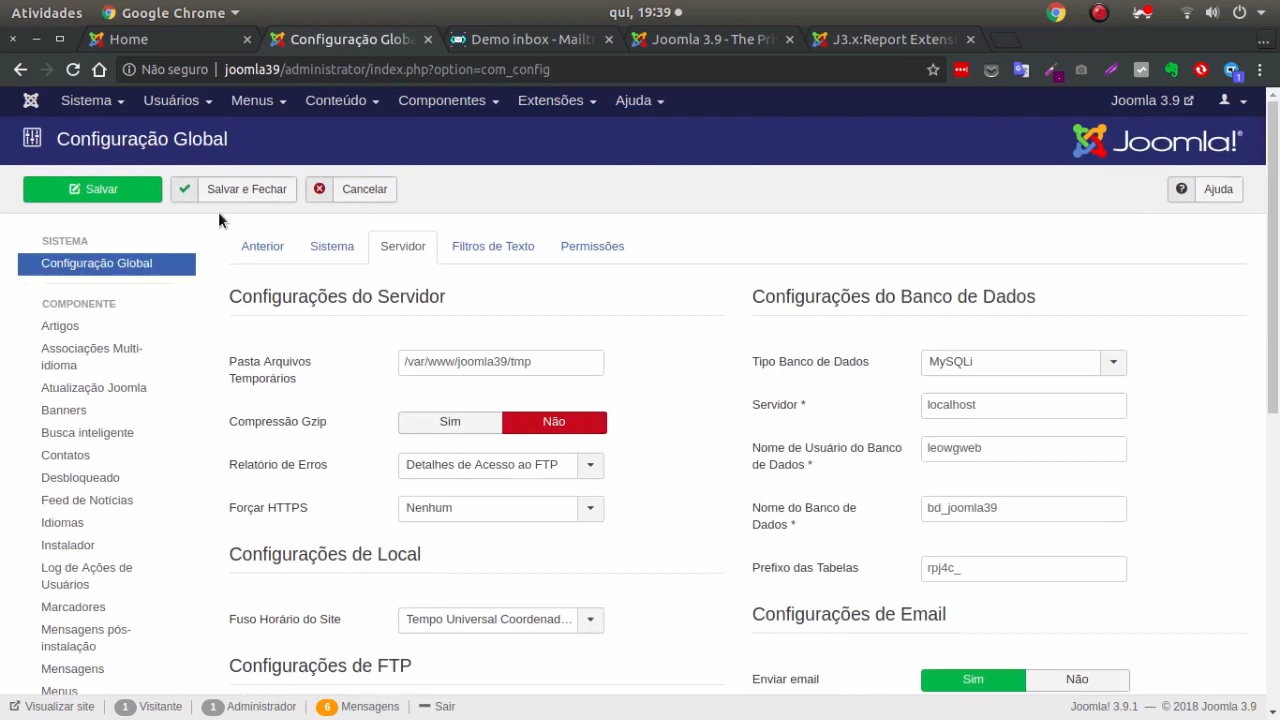 Atividades
Google Chrome
qui, 19:39
Home
Configuração Glob
Demo inbox - Mailtr
Joomla 3.9 - The Pri
J3.x:Report Extens
Não seguro
joomla39/administrator/index.php?option=com_config
1
Sistema
Usuários
Menus
Conteúdo
Componentes
Extensões
Ajuda
Joomla 3.9
Configuração Global
Joomla!®
Salvar
Salvar e Fechar
Cancelar
Ajuda
SISTEMA
Configuração Global
COMPONENTE
Artigos
Associações Multi-
idioma
Atualização Joomla
Banners
Busca inteligente
Contatos
Desbloqueado
Feed de Notícias
Idiomas
Instalador
Log de Ações de
Usuários
Marcadores
Mensagens pós-
instalação
Mensagens
Menus
Anterior
Sistema
Servidor
Filtros de Texto
Permissões
Configurações do Servidor
Pasta Arquivos
Temporários
/var/www/joomla39/tmp
Compressão Gzip
Sim
Não
Relatório de Erros
Detalhes de Acesso ao FTP
Forçar HTTPS
Nenhum
Configurações de Local
Fuso Horário do Site
Tempo Universal Coordenad...
Configurações de FTP
Configurações do Banco de Dados
Tipo Banco de Dados
MySQLi
Servidor *
localhost
Nome de Usuário do Banco
de Dados *
leowgweb
Nome do Banco de
Dados *
bd_joomla39
Prefixo das Tabelas
rpj4c_
Configurações de Email
Enviar email
Sim
Não
Visualizar site
1
Visitante
1
Administrador
6
Mensagens
Sair
Joomla! 3.9.1 — © 2018 Joomla 3.9